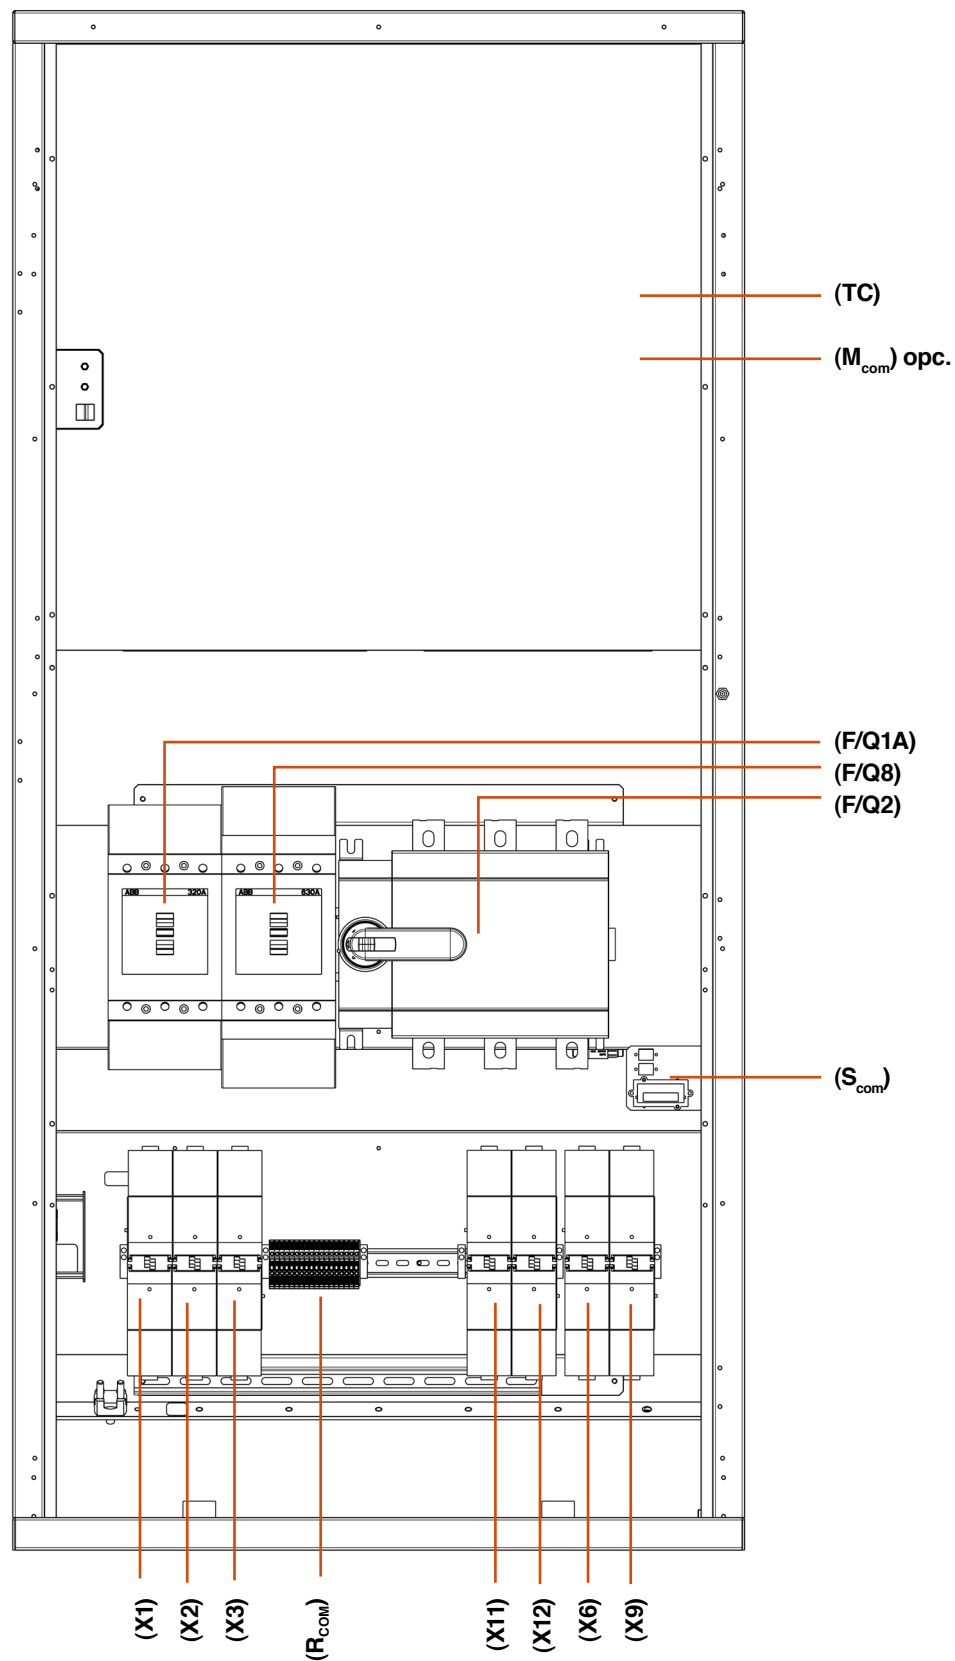 (TC)
(Mcom) opc.
(F/Q1A)
(F/Q8)
(F/Q2)
ABB 320A
ABB 630A
(Scom)
(X1)
(X2)
(X3)
(RCOM)
(X11)
(X12)
(X6)
(X9)